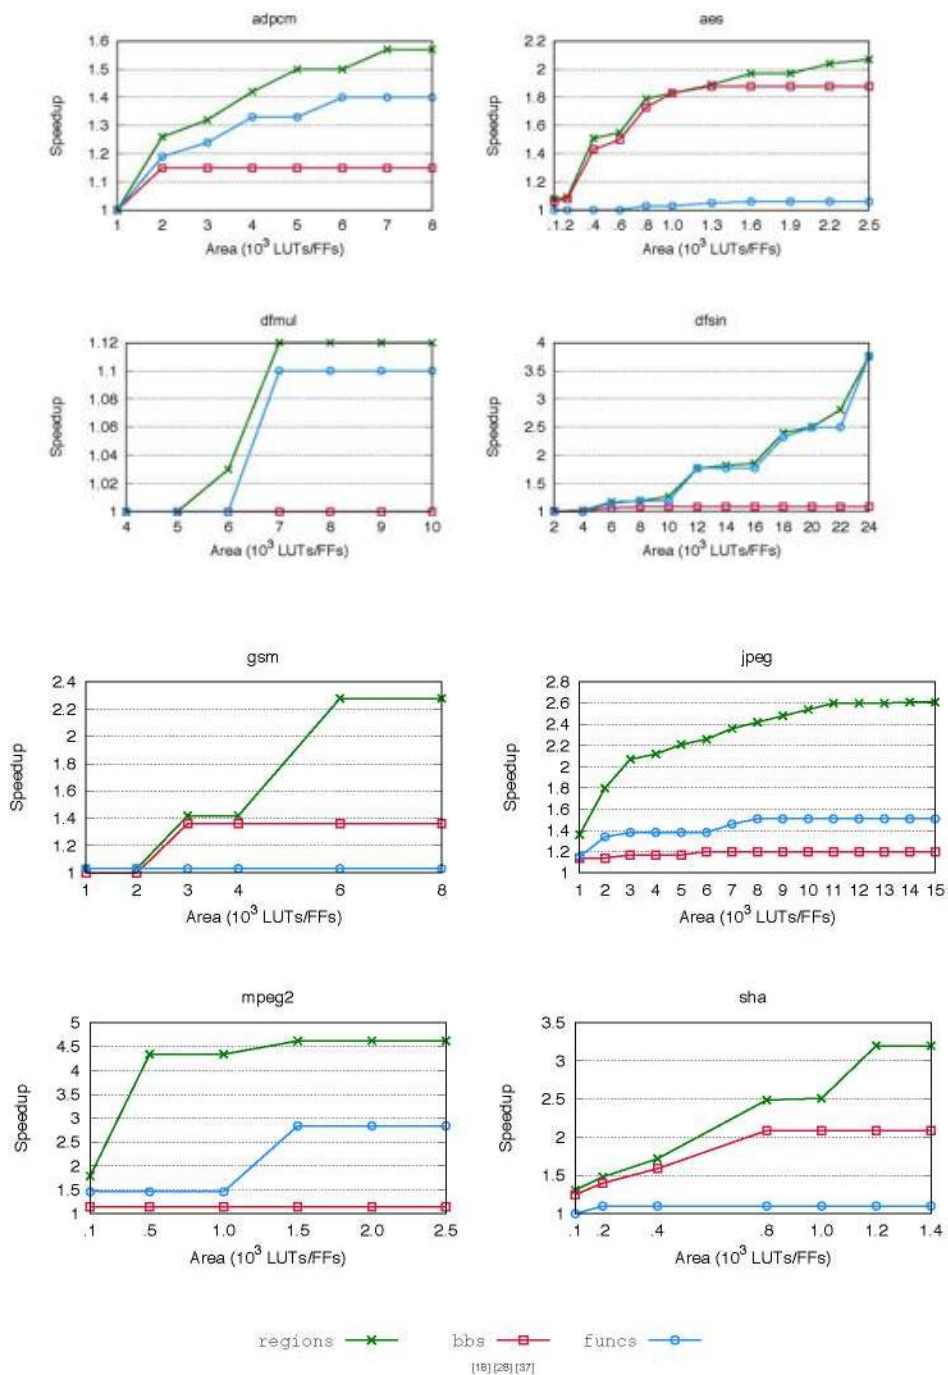 adpcm
1.6
1.5
1.4
1.3
1.2
1.1
1
Speedup
1 2 3 4 5 6 7 8
Area (10³ LUTs/FFs)
aes
2.2
2
1.8
1.6
1.4
1.2
1
Speedup
.1 .2 .4 .6 .8 1.0 1.3 1.6 1.9 2.2 2.5
Area (10³ LUTs/FFs)
dfmul
1.12
1.1
1.08
1.06
1.04
1.02
1
Speedup
4 5 6 7 8 9 10
Area (10³ LUTs/FFs)
dfsin
4
3.5
3
2.5
2
1.5
1
Speedup
2 4 6 8 10 12 14 16 18 20 22 24
Area (10³ LUTs/FFs)
gsm
2.4
2.2
2
1.8
1.6
1.4
1.2
1
Speedup
1 2 3 4 6 8
Area (10³ LUTs/FFs)
jpeg
2.8
2.6
2.4
2.2
2
1.8
1.6
1.4
1.2
1
Speedup
1 2 3 4 5 6 7 8 9 10 11 12 13 14 15
Area (10³ LUTs/FFs)
mpeg2
5
4.5
4
3.5
3
2.5
2
1.5
1
Speedup
.1 .5 1.0 1.5 2.0 2.5
Area (10³ LUTs/FFs)
sha
3.5
3
2.5
2
1.5
1
Speedup
.1 .2 .4 .8 1.0 1.2 1.4
Area (10³ LUTs/FFs)
regions bbs funcs
[18] [28] [37]